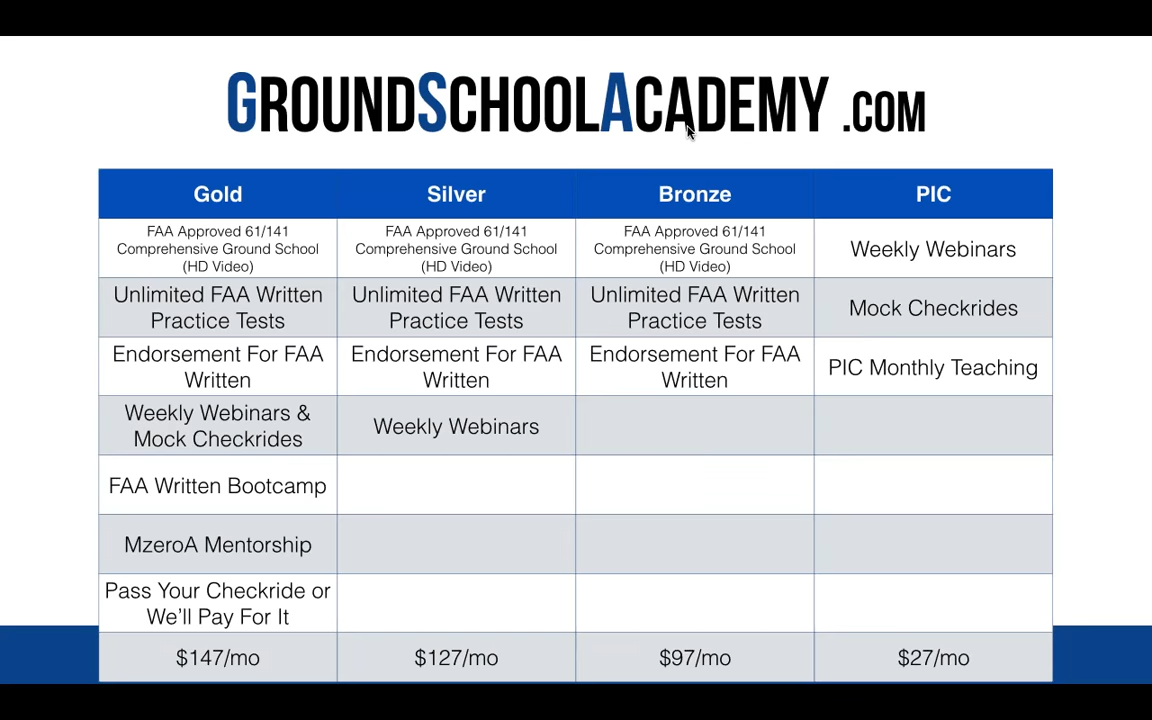 GROUNDSCHOOLACADEMY .COM
Gold Silver Bronze PIC
FAA Approved 61/141
Comprehensive Ground School
(HD Video)
FAA Approved 61/141
Comprehensive Ground School
(HD Video)
FAA Approved 61/141
Comprehensive Ground School
(HD Video)
Weekly Webinars
Unlimited FAA Written
Practice Tests
Unlimited FAA Written
Practice Tests
Unlimited FAA Written
Practice Tests
Mock Checkrides
Endorsement For FAA
Written
Endorsement For FAA
Written
Endorsement For FAA
Written
PIC Monthly Teaching
Weekly Webinars &
Mock Checkrides
Weekly Webinars
FAA Written Bootcamp
MzeroA Mentorship
Pass Your Checkride or
We’ll Pay For It
$147/mo $127/mo $97/mo $27/mo